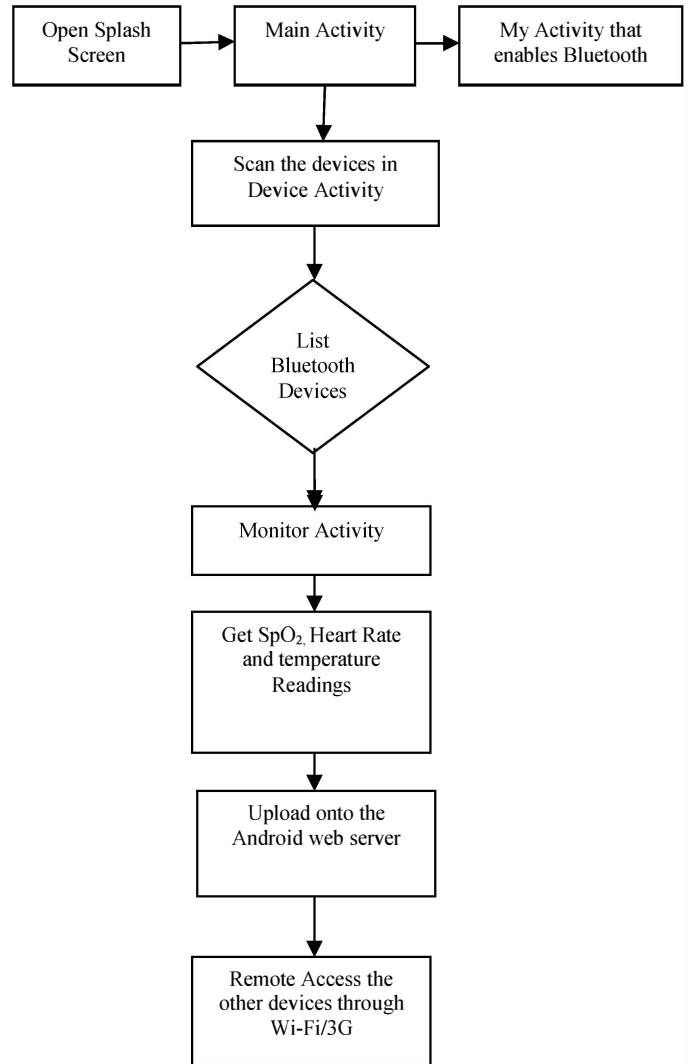 Open Splash
Screen
Main Activity
My Activity that
enables Bluetooth
Scan the devices in
Device Activity
List
Bluetooth
Devices
Monitor Activity
Get SpO₂, Heart Rate
and temperature
Readings
Upload onto the
Android web server
Remote Access the
other devices through
Wi-Fi/3G